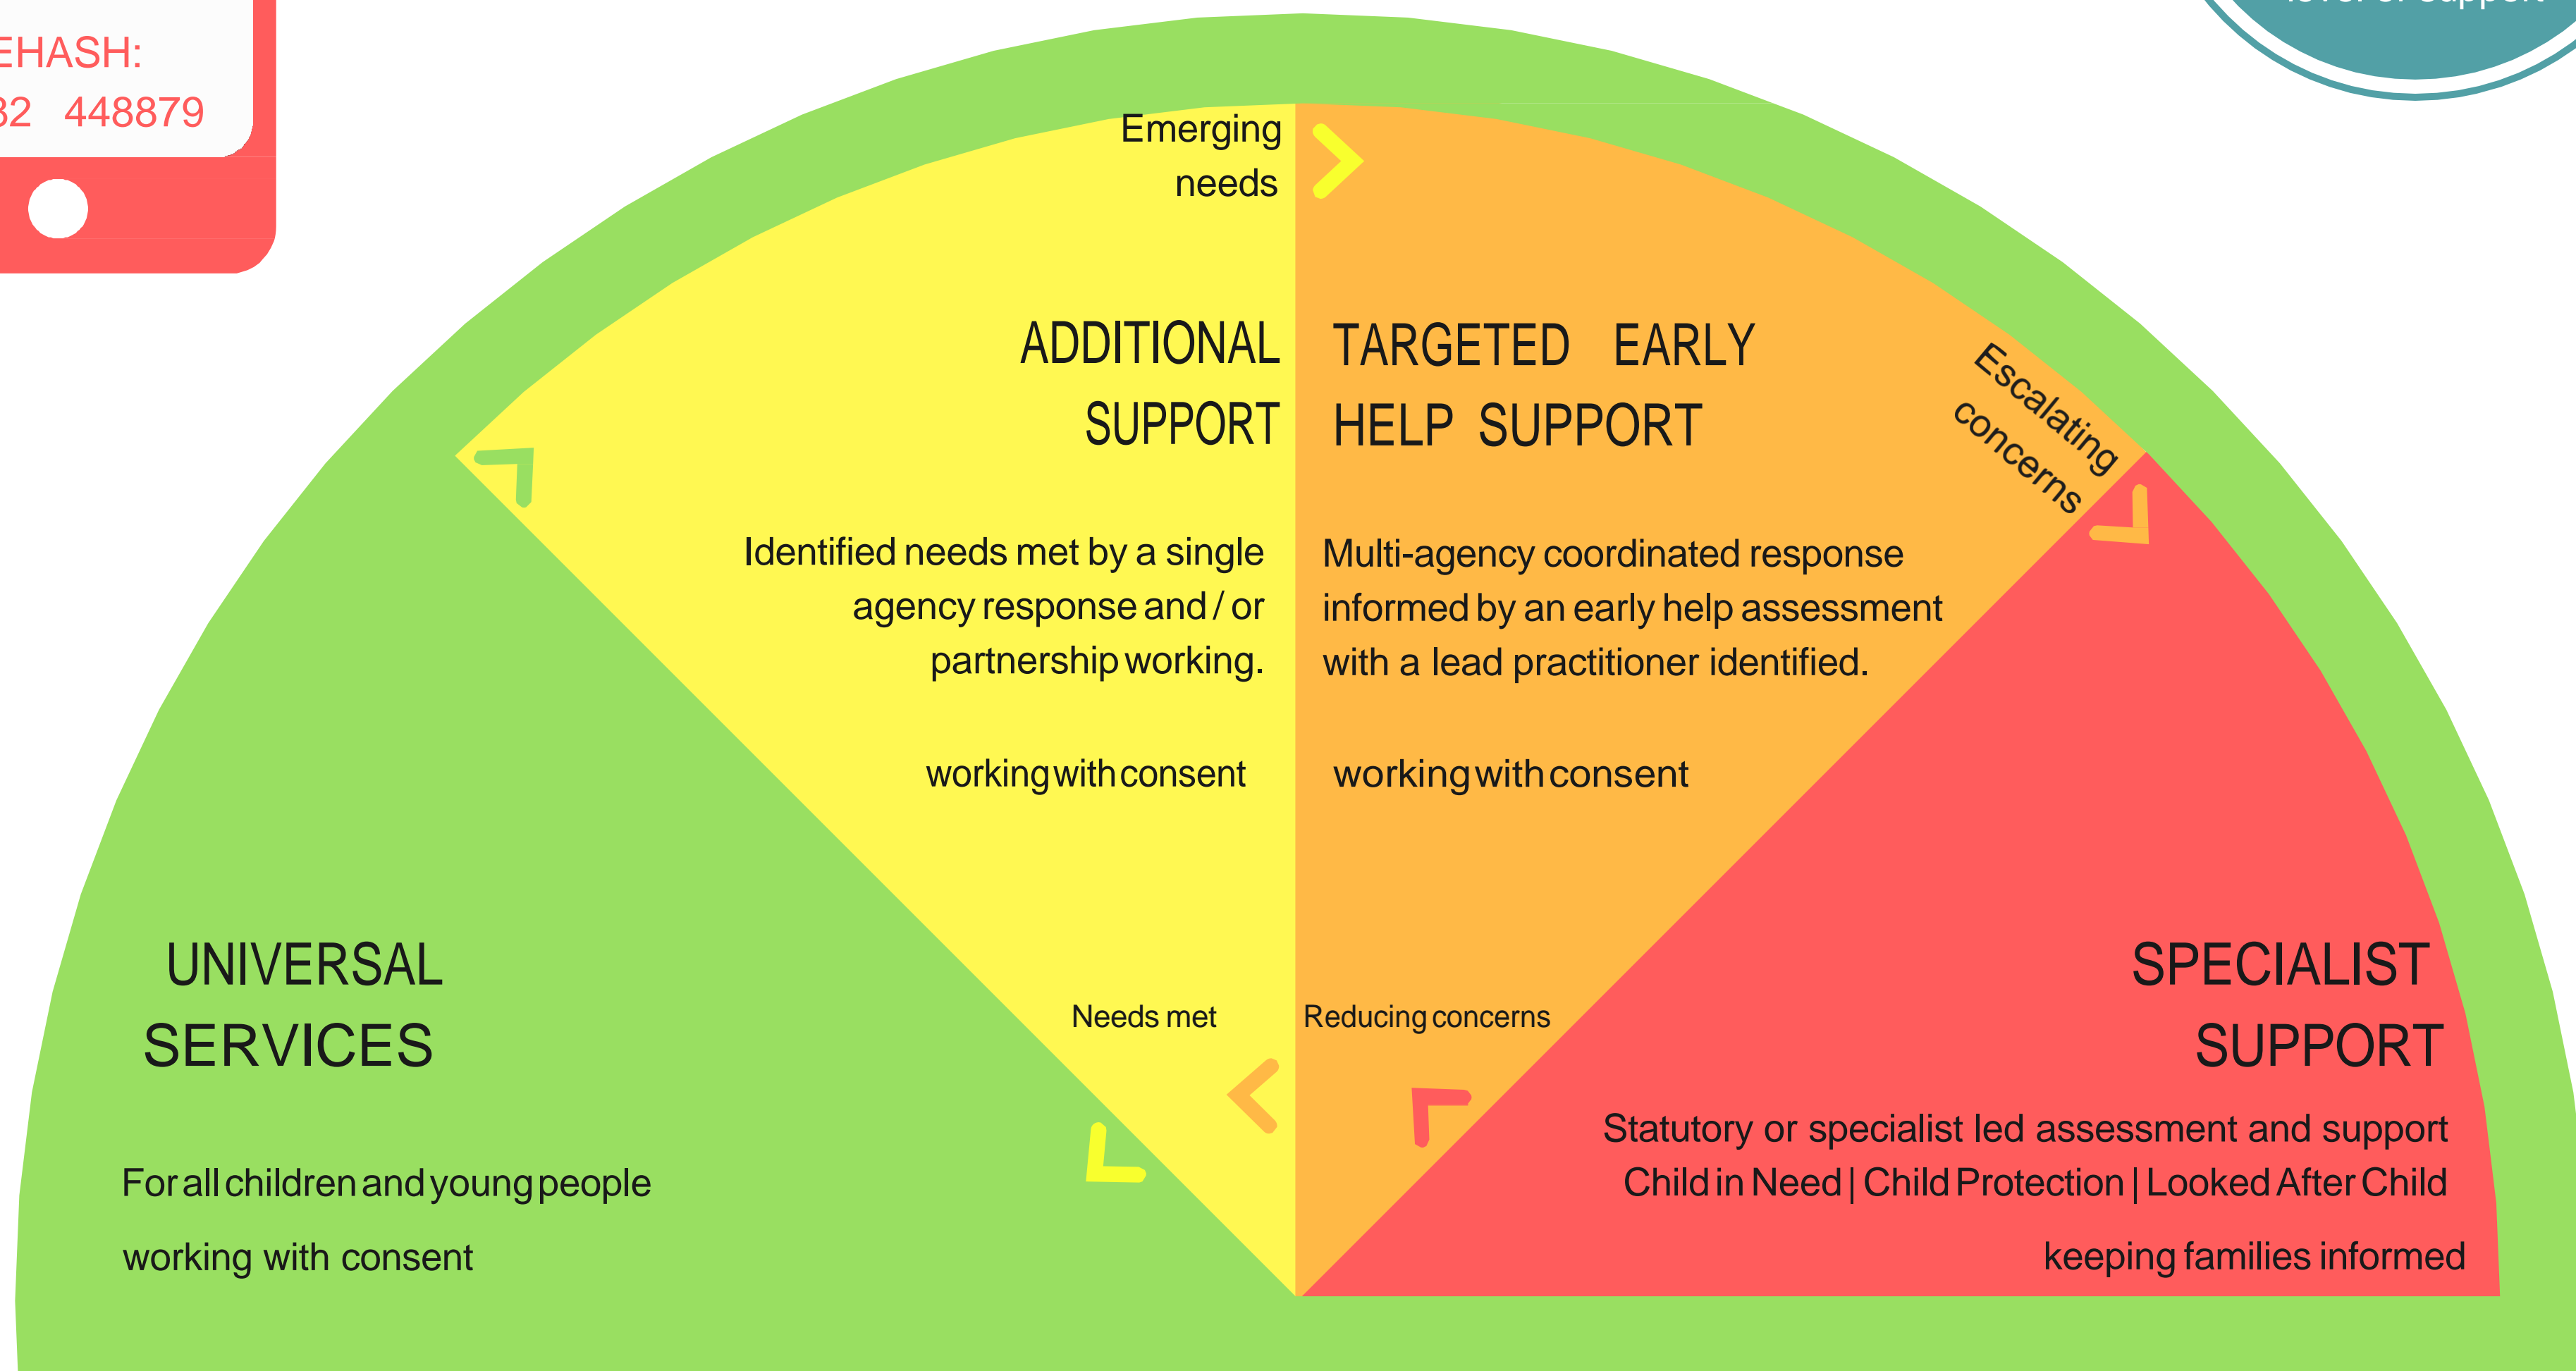 EHASH:
448879
Emerging
needs
ADDITIONAL
SUPPORT
Identified needs met by a single
agency response and / or
partnership working.
working with consent
TARGETED EARLY
HELP SUPPORT
Multi-agency coordinated response
informed by an early help assessment
with a lead practitioner identified.
working with consent
Escalating
concerns
Needs met
Reducing concerns
UNIVERSAL
SERVICES
For all children and young people
working with consent
SPECIALIST
SUPPORT
Statutory or specialist led assessment and support
Child in Need | Child Protection | Looked After Child
keeping families informed